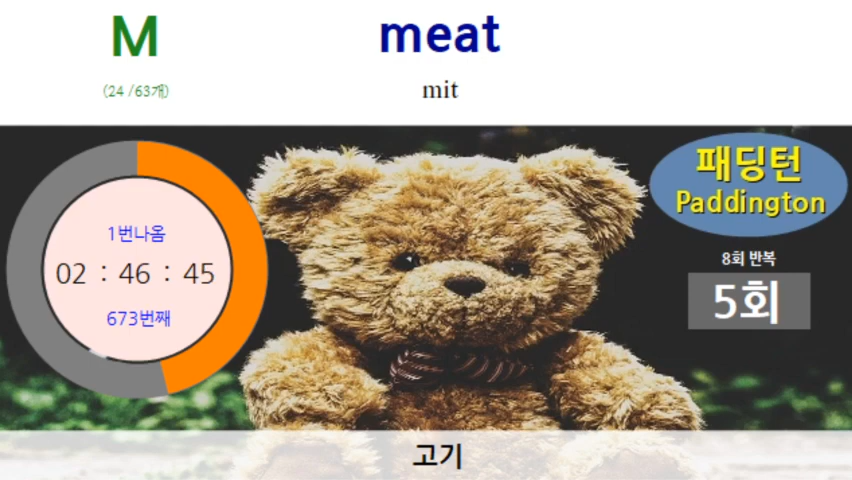 M
(24 /63개)
meat
mit
패딩턴
Paddington
1번나옴
02 : 46 : 45
673번째
8회 반복
5회
고기